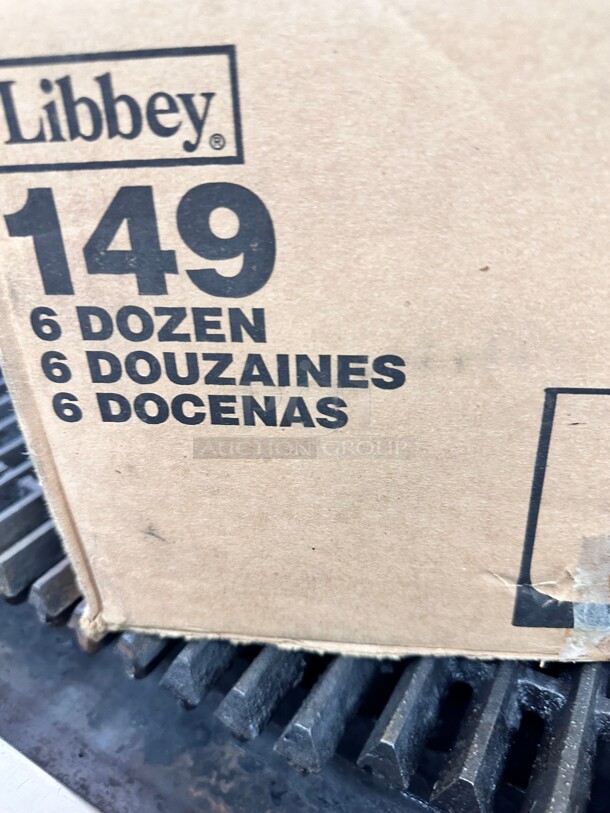 Libbey®
149
6 DOZEN
6 DOUZAINES
6 DOCENAS
AUCTION GROUP